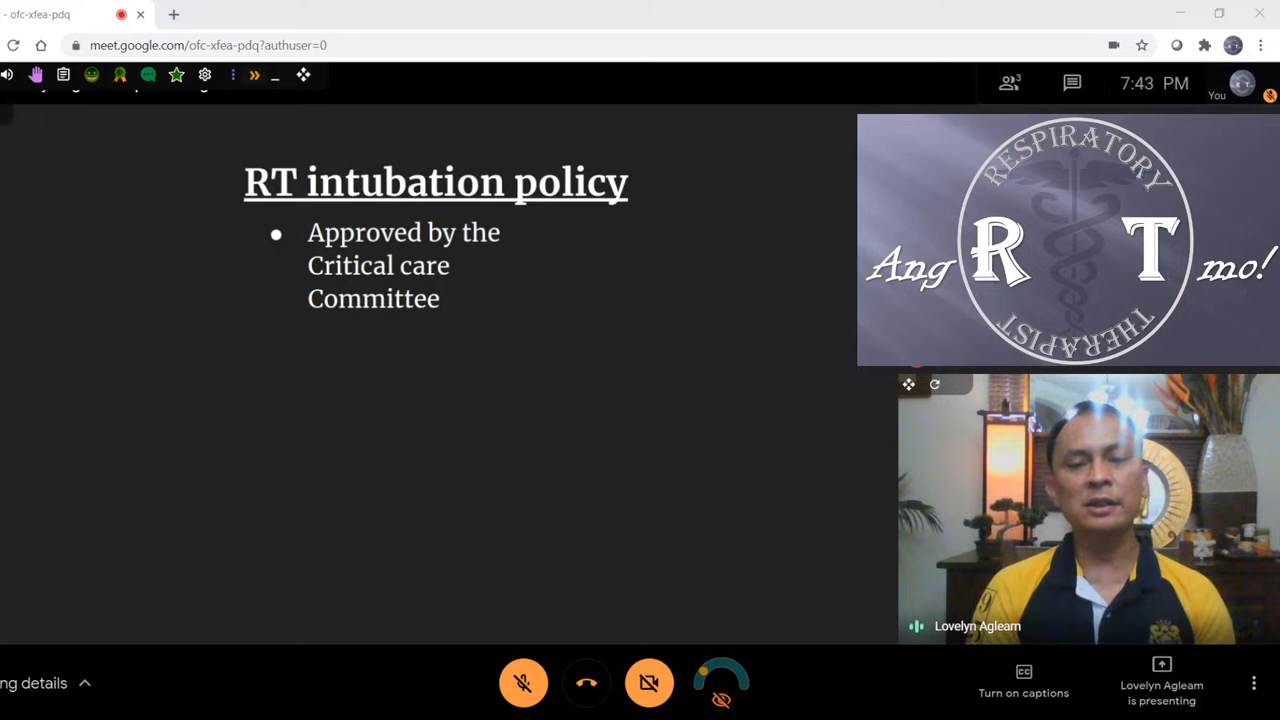 - ofc-xfea-pdq
meet.google.com/ofc-xfea-pdq?authuser=0
3
7:43 PM
You
RT intubation policy
● Approved by the
Critical care
Committee
RESPIRATORY
Ang R T mo!
THERAPIST
Lovelyn Agleam
ng details
Turn on captions
Lovelyn Agleam
is presenting